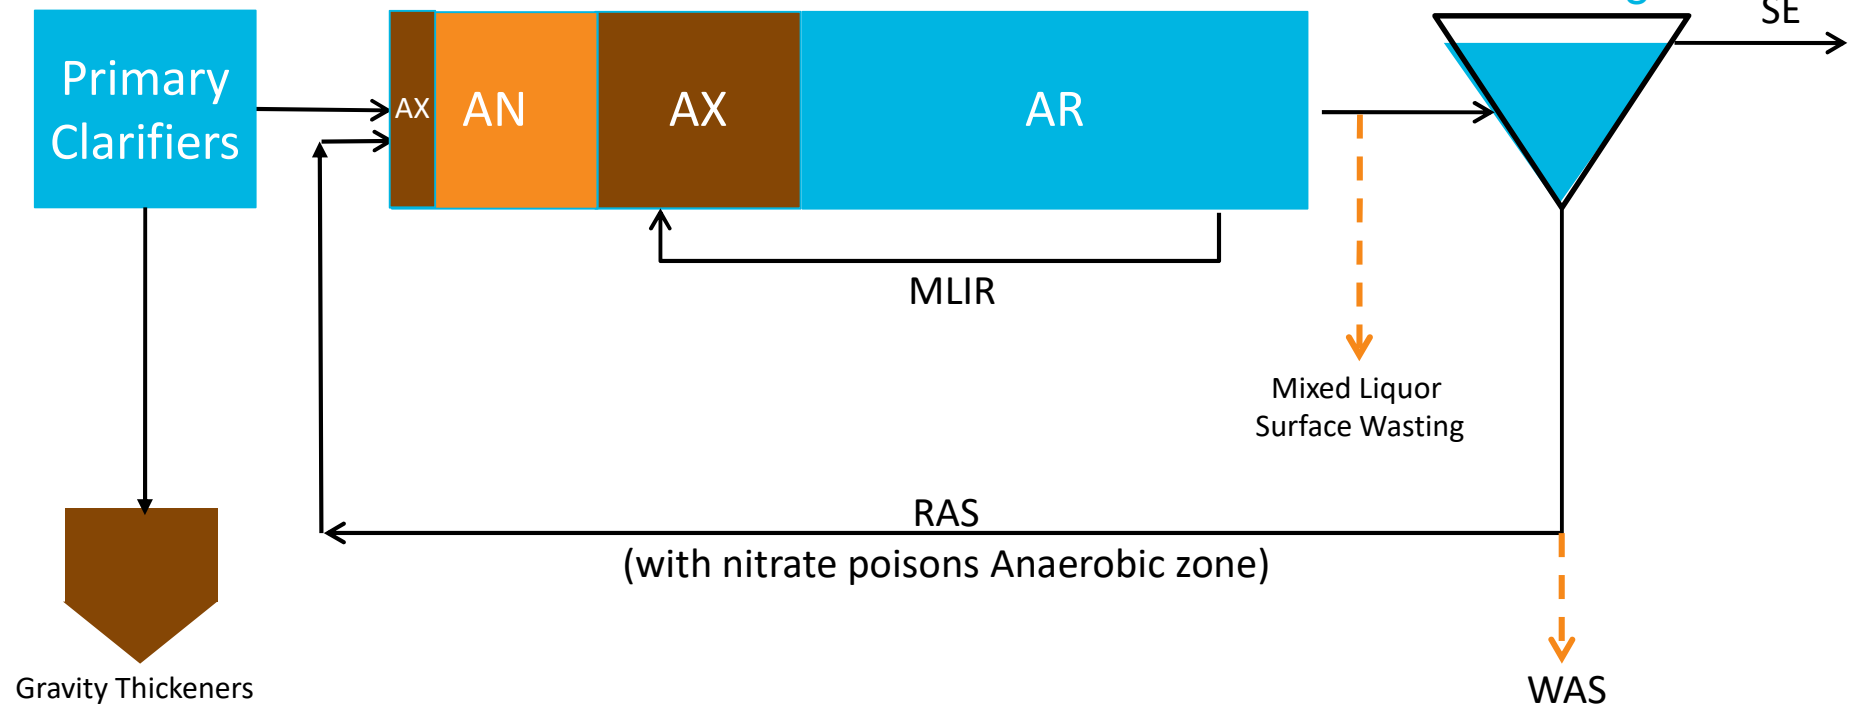 SE
Primary
Clarifiers
AX
AN
AX
AR
MLIR
Mixed Liquor
Surface Wasting
RAS
(with nitrate poisons Anaerobic zone)
Gravity Thickeners
WAS